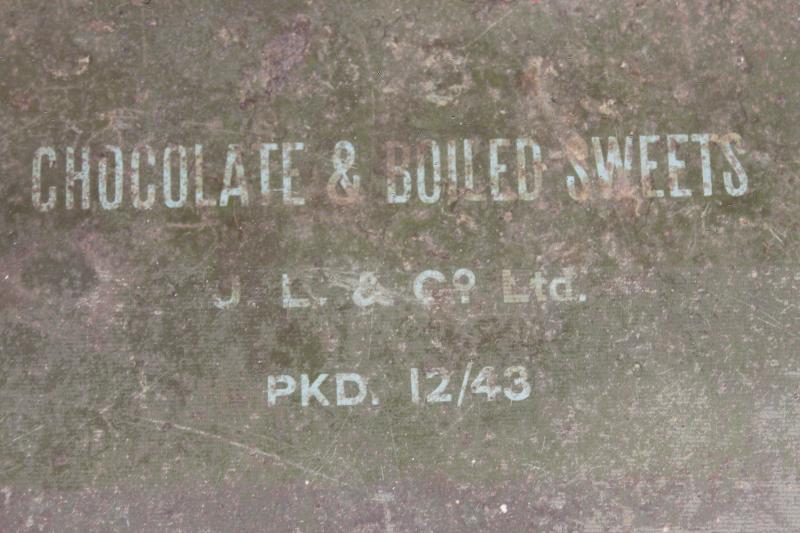 CHOCOLATE & BOILED SWEETS
J L. & Cº Ltd.
PKD. 12/43